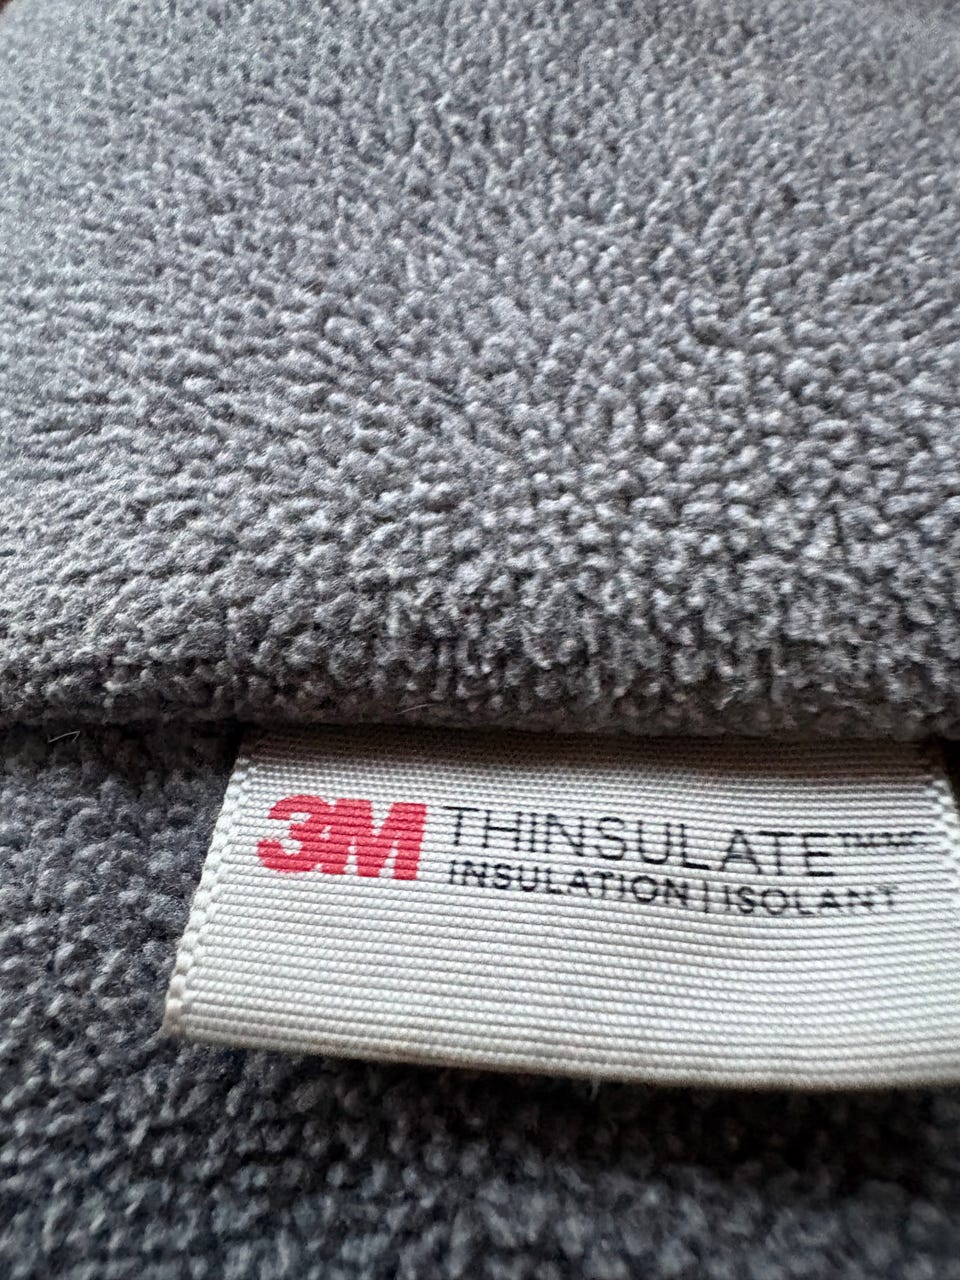 3M THINSULATE™ MC
INSULATION | ISOLANT